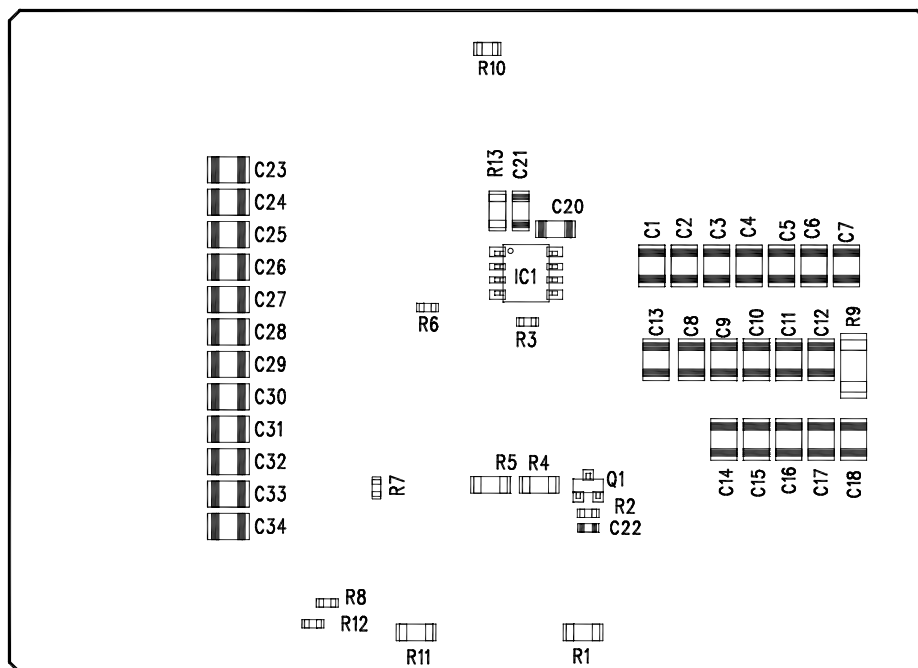 R10
R13 C21
C23
C20
C24
C1 C2 C3 C4 C5 C6 C7
C25
C26
IC1
C27
R6
R3
C28
C13 C8 C9 C10 C11 C12 R9
C29
C30
C31
C32
R5 R4
C14 C15 C16 C17 C18
R7
Q1
C33
R2
C34
C22
R8
R12
R11
R1